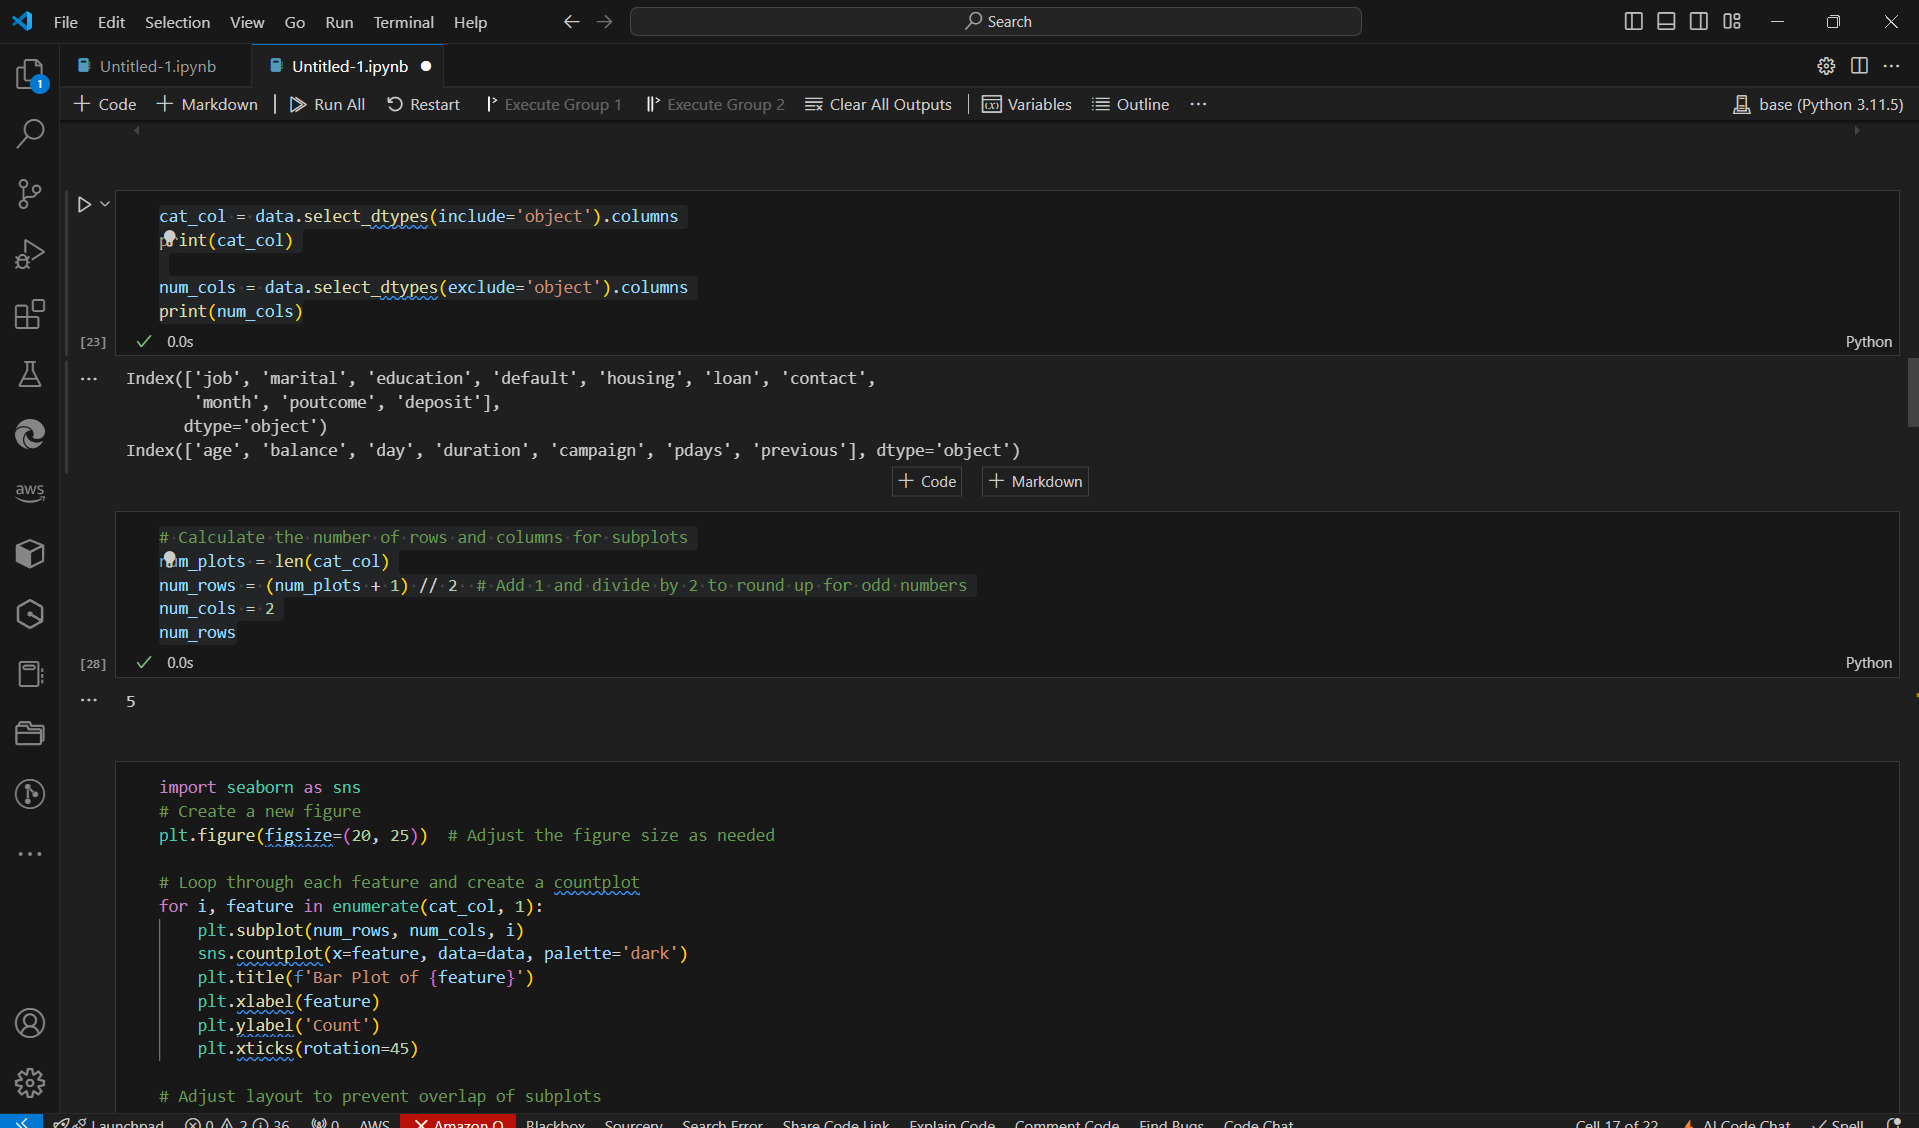 File Edit Selection View Go Run Terminal Help Search
Untitled-1.ipynb Untitled-1.ipynb
1
+ Code + Markdown Run All Restart Execute Group 1 Execute Group 2 Clear All Outputs Variables Outline ... base (Python 3.11.5)
cat_col = data.select_dtypes(include='object').columns
print(cat_col)
num_cols = data.select_dtypes(exclude='object').columns
print(num_cols)
[23] 0.0s Python
Index(['job', 'marital', 'education', 'default', 'housing', 'loan', 'contact',
'month', 'poutcome', 'deposit'],
dtype='object')
Index(['age', 'balance', 'day', 'duration', 'campaign', 'pdays', 'previous'], dtype='object')
+ Code + Markdown
aws
# Calculate the number of rows and columns for subplots
num_plots = len(cat_col)
num_rows = (num_plots + 1) // 2 # Add 1 and divide by 2 to round up for odd numbers
num_cols = 2
num_rows
[28] 0.0s Python
5
import seaborn as sns
# Create a new figure
plt.figure(figsize=(20, 25)) # Adjust the figure size as needed
# Loop through each feature and create a countplot
for i, feature in enumerate(cat_col, 1):
plt.subplot(num_rows, num_cols, i)
sns.countplot(x=feature, data=data, palette='dark')
plt.title(f'Bar Plot of {feature}')
plt.xlabel(feature)
plt.ylabel('Count')
plt.xticks(rotation=45)
# Adjust layout to prevent overlap of subplots
Launchpad 0 2 36 0 AWS Amazon Q Blackbox Sourcery Search Error Share Code Link Explain Code Comment Code Find Bugs Code Chat Cell 17 of 22 AI Code Chat Spell